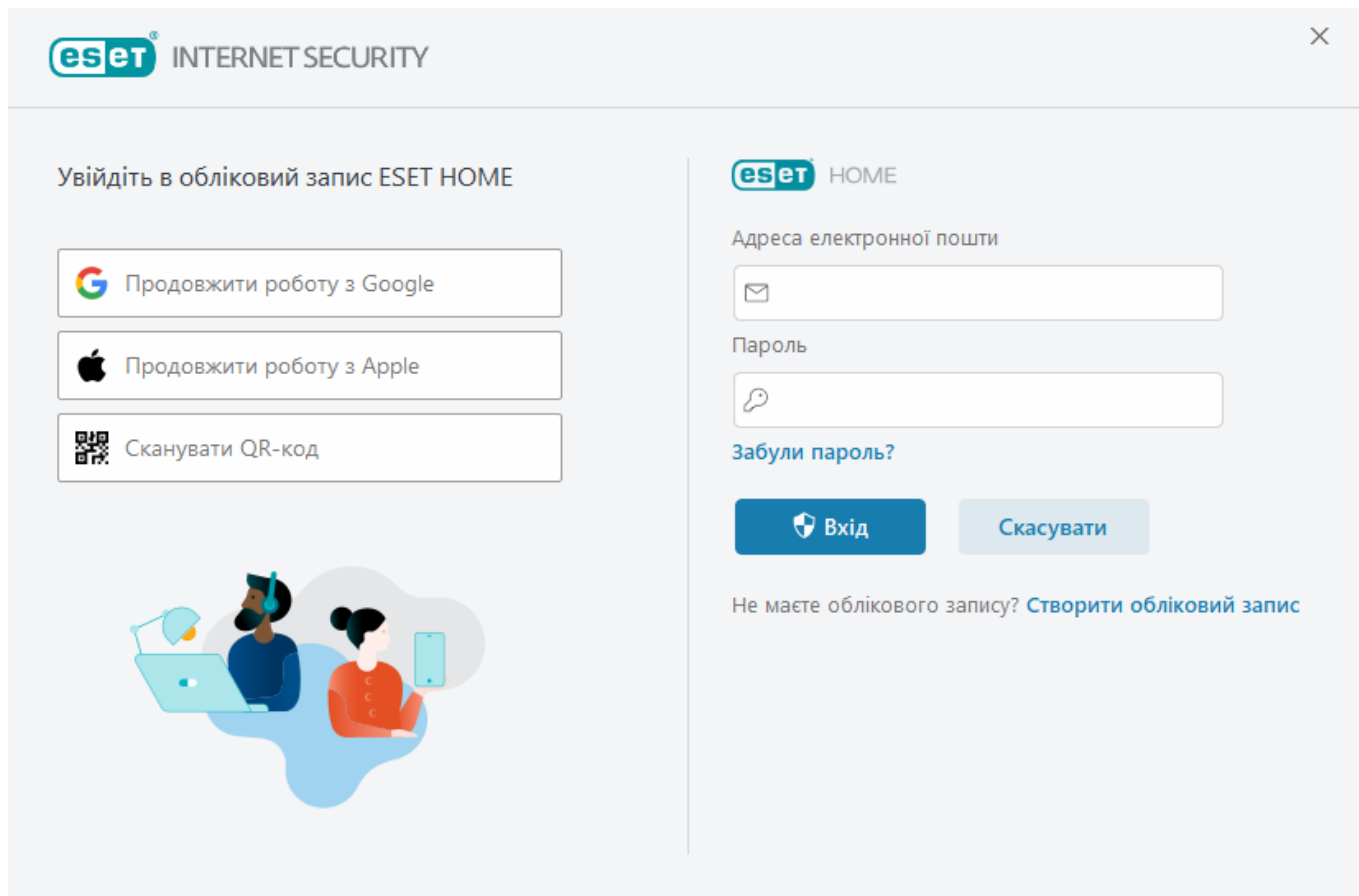 eset® INTERNET SECURITY
Увійдіть в обліковий запис ESET HOME
Продовжити роботу з Google
Продовжити роботу з Apple
Сканувати QR-код
eset HOME
Адреса електронної пошти
Пароль
Забули пароль?
Вхід
Скасувати
Не маєте облікового запису? Створити обліковий запис